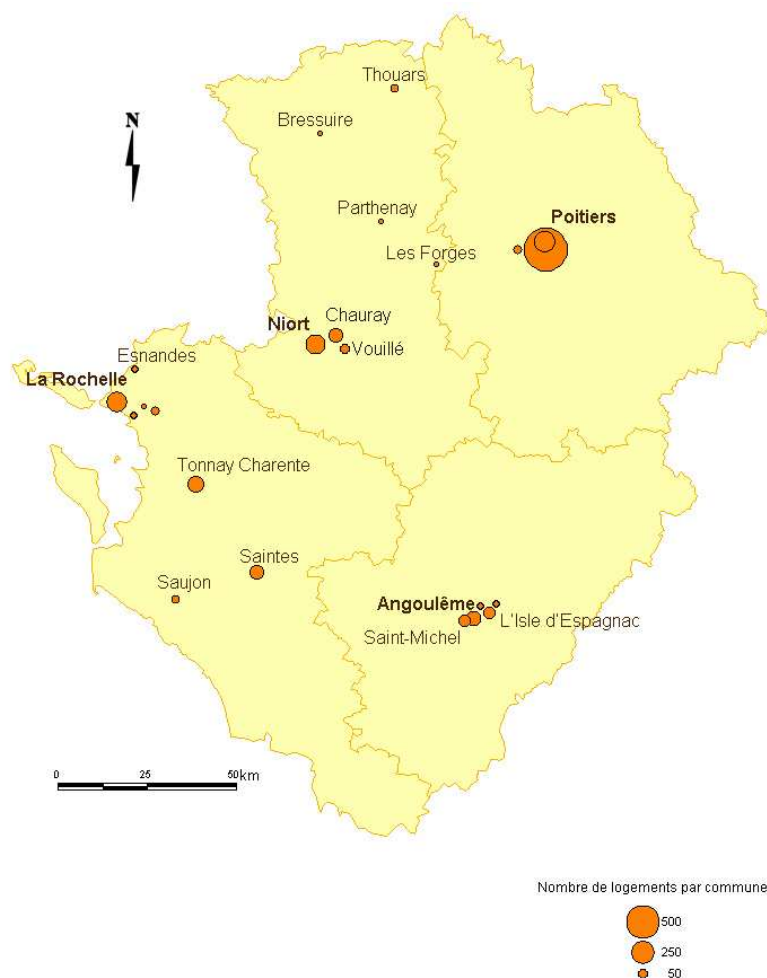 Thouars
N
Bressuire
Parthenay
Poitiers
Les Forges
Chauray
Niort
Vouillé
Esnandes
La Rochelle
Tonnay Charente
Saintes
Saujon
Angoulême
L'Isle d'Espagnac
Saint-Michel
0 25 50km
Nombre de logements par commune
500
250
50